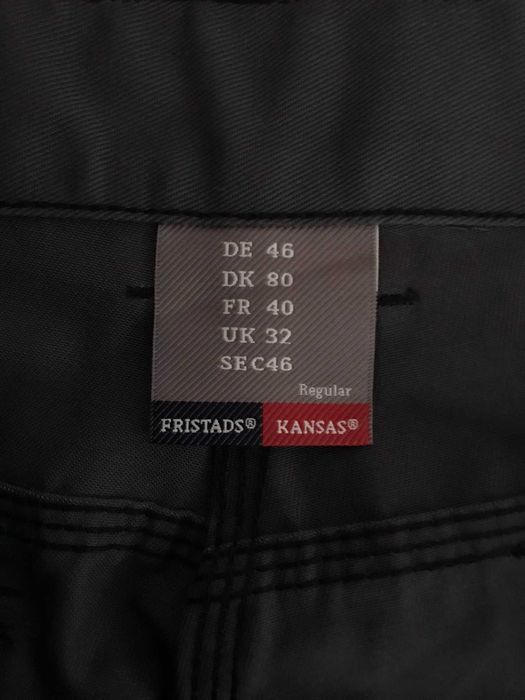 DE 46
DK 80
FR 40
UK 32
SE C46
Regular
FRISTADS® KANSAS®